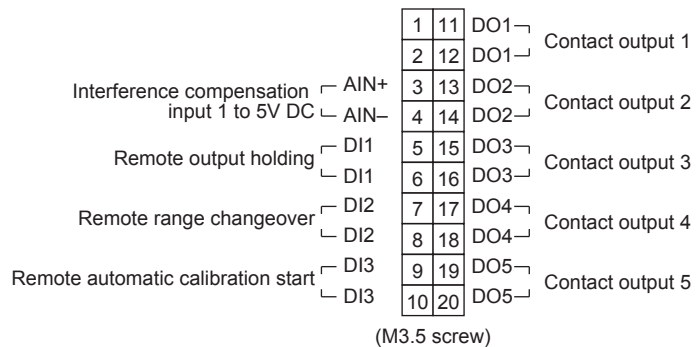 1 11 DO1
Contact output 1
2 12 DO1
Interference compensation
input 1 to 5V DC
AIN+ 3 13 DO2
Contact output 2
AIN– 4 14 DO2
Remote output holding
DI1 5 15 DO3
Contact output 3
DI1 6 16 DO3
Remote range changeover
DI2 7 17 DO4
Contact output 4
DI2 8 18 DO4
Remote automatic calibration start
DI3 9 19 DO5
Contact output 5
DI3 10 20 DO5
(M3.5 screw)